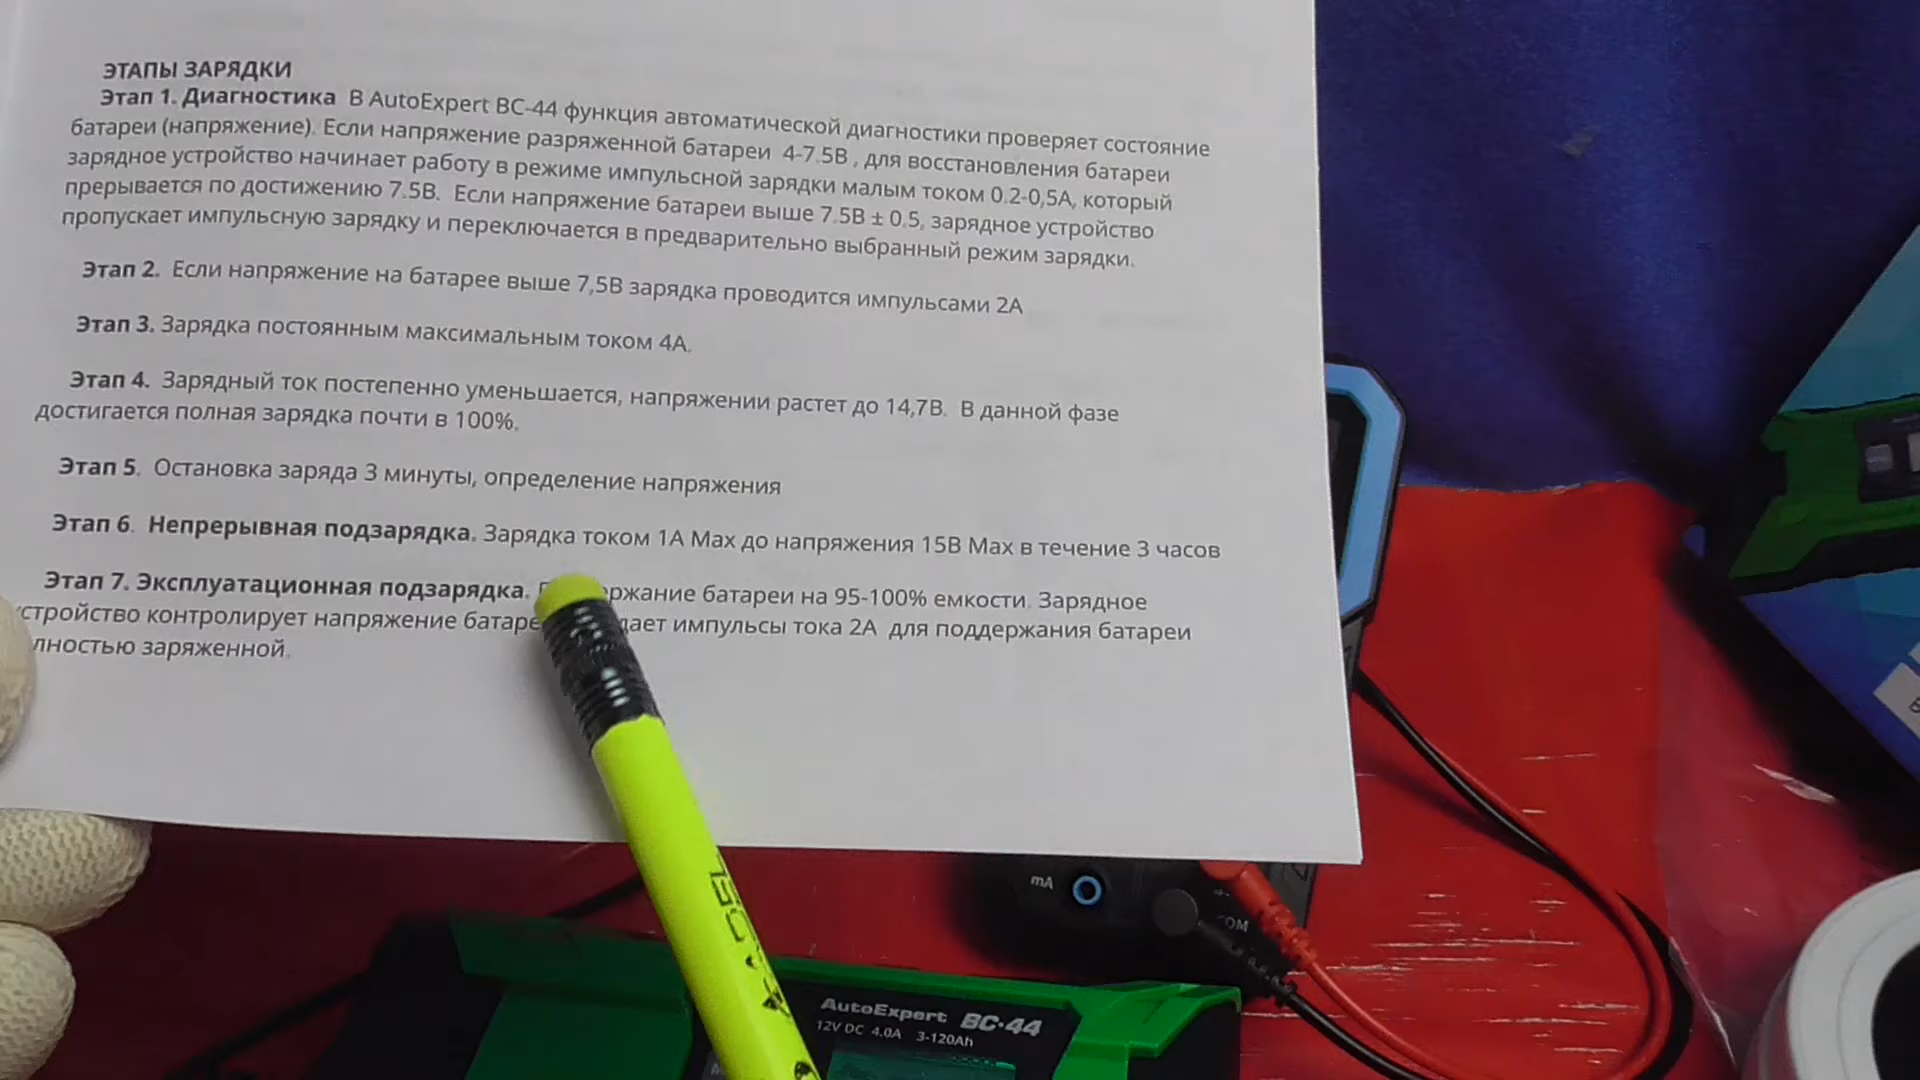 ЭТАПЫ ЗАРЯДКИ
Этап 1. Диагностика В AutoExpert BC-44 функция автоматической диагностики проверяет состояние
батареи (напряжение). Если напряжение разряженной батареи 4-7.5В , для восстановления батареи
зарядное устройство начинает работу в режиме импульсной зарядки малым током 0.2-0,5А, который
прерывается по достижению 7.5В. Если напряжение батареи выше 7.5В ± 0.5, зарядное устройство
пропускает импульсную зарядку и переключается в предварительно выбранный режим зарядки.
Этап 2. Если напряжение на батарее выше 7,5В зарядка проводится импульсами 2А
Этап 3. Зарядка постоянным максимальным током 4А.
Этап 4. Зарядный ток постепенно уменьшается, напряжении растет до 14,7В. В данной фазе
достигается полная зарядка почти в 100%.
Этап 5. Остановка заряда 3 минуты, определение напряжения
Этап 6. Непрерывная подзарядка. Зарядка током 1А Max до напряжения 15В Max в течение 3 часов
Этап 7. Эксплуатационная подзарядка. батареи на 95-100% емкости. Зарядное
стройство контролирует напряжение импульсы тока 2А для поддержания батареи
лностью заряженной.
mA
COM
AutoExpert BC-44
12V DC 4.0A 3-120Ah